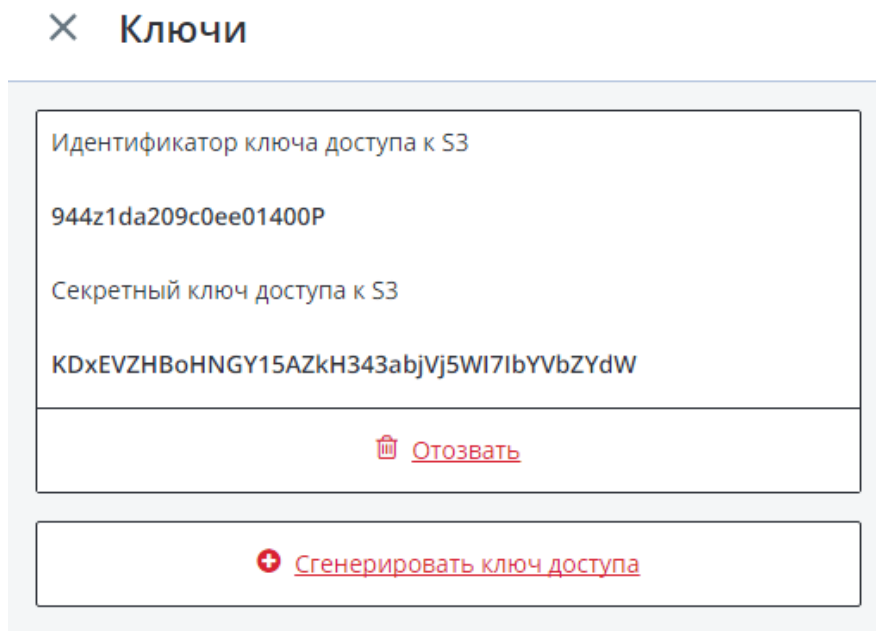 Ключи
Идентификатор ключа доступа к S3
944z1da209c0ee01400P
Секретный ключ доступа к S3
KDxEVZHBoHNGY15AZkH343abjVj5WI7IbYVbZYdW
Отозвать
Сгенерировать ключ доступа